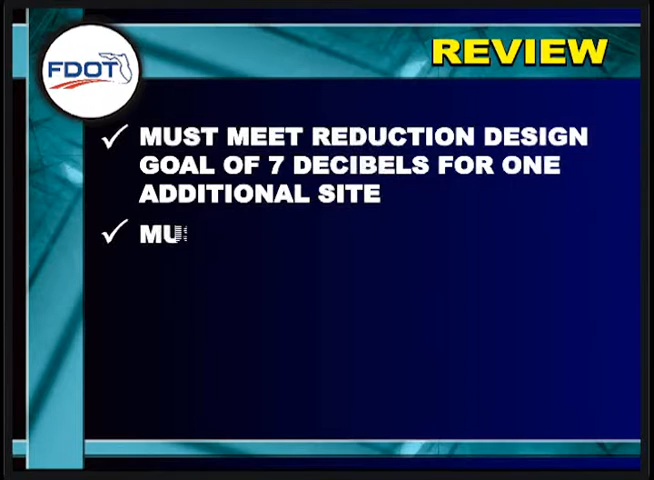 FDOT
REVIEW
MUST MEET REDUCTION DESIGN
GOAL OF 7 DECIBELS FOR ONE
ADDITIONAL SITE